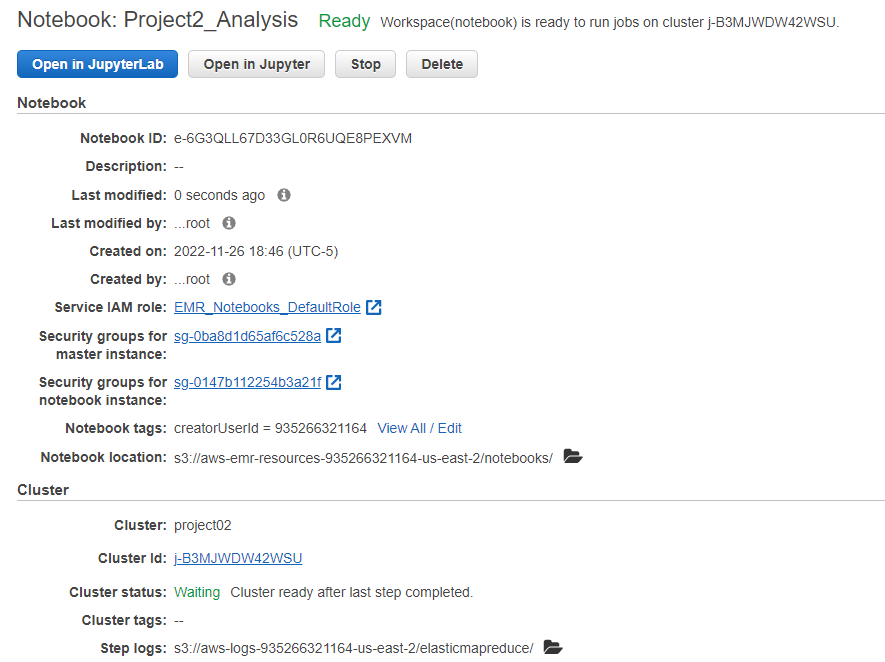 Notebook: Project2_Analysis Ready Workspace(notebook) is ready to run jobs on cluster j-B3MJWDW42WSU.
Open in JupyterLab Open in Jupyter Stop Delete
Notebook
Notebook ID: e-6G3QLL67D33GL0R6UQE8PEXVM
Description: --
Last modified: 0 seconds ago
Last modified by: ...root
Created on: 2022-11-26 18:46 (UTC-5)
Created by: ...root
Service IAM role: EMR_Notebooks_DefaultRole
Security groups for sg-0ba8d1d65af6c528a
master instance:
Security groups for sg-0147b112254b3a21f
notebook instance:
Notebook tags: creatorUserId = 935266321164 View All / Edit
Notebook location: s3://aws-emr-resources-935266321164-us-east-2/notebooks/
Cluster
Cluster: project02
Cluster Id: j-B3MJWDW42WSU
Cluster status: Waiting Cluster ready after last step completed.
Cluster tags: --
Step logs: s3://aws-logs-935266321164-us-east-2/elasticmapreduce/